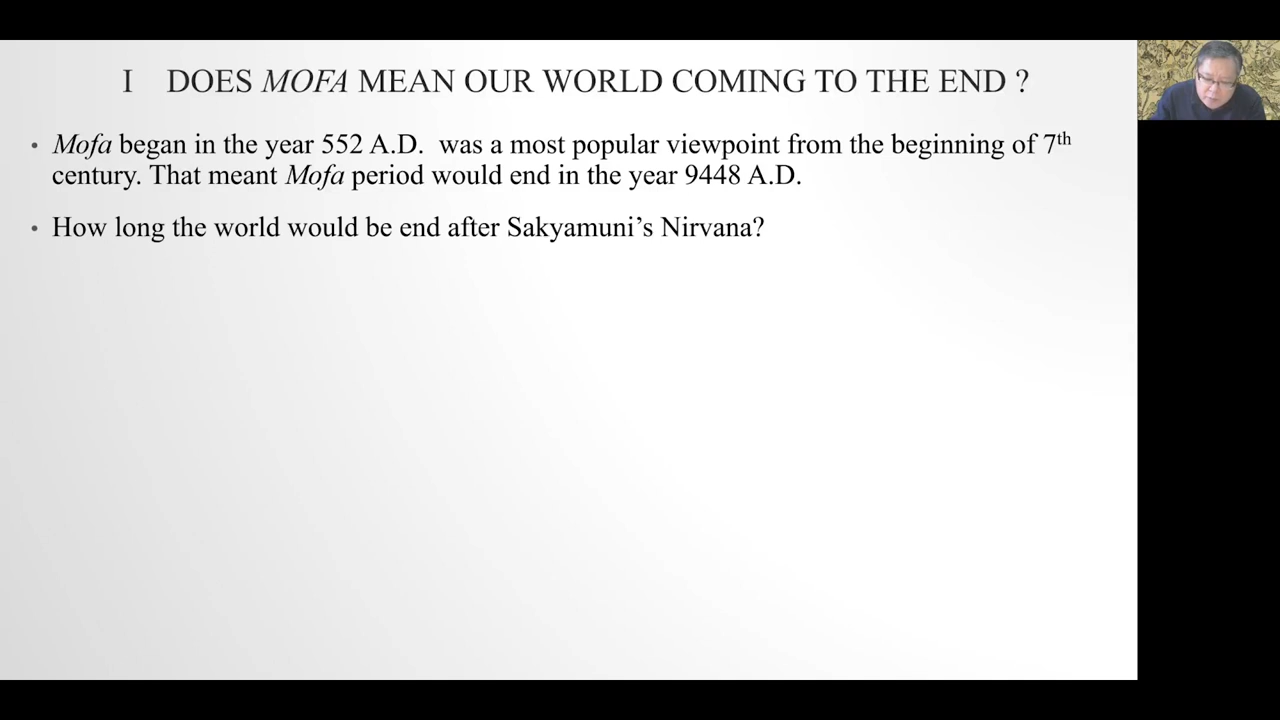 I DOES MOFA MEAN OUR WORLD COMING TO THE END ?
• Mofa began in the year 552 A.D. was a most popular viewpoint from the beginning of 7th
century. That meant Mofa period would end in the year 9448 A.D.
• How long the world would be end after Sakyamuni’s Nirvana?